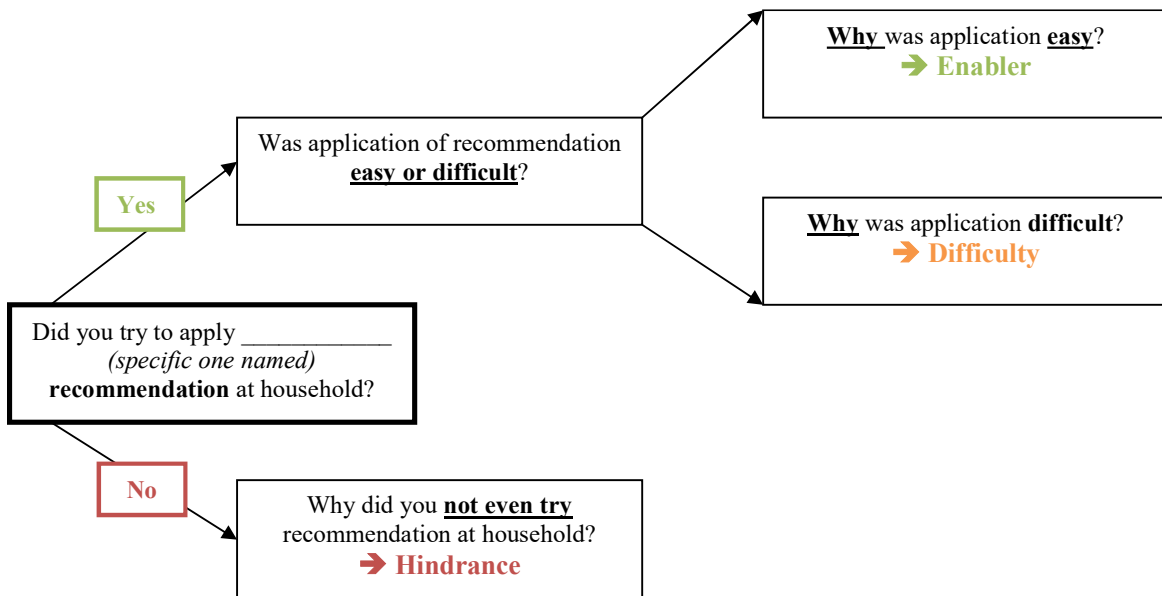 Why was application easy?
➔ Enabler
Was application of recommendation
easy or difficult?
Yes
Why was application difficult?
➔ Difficulty
Did you try to apply ____________
(specific one named)
recommendation at household?
No
Why did you not even try
recommendation at household?
➔ Hindrance